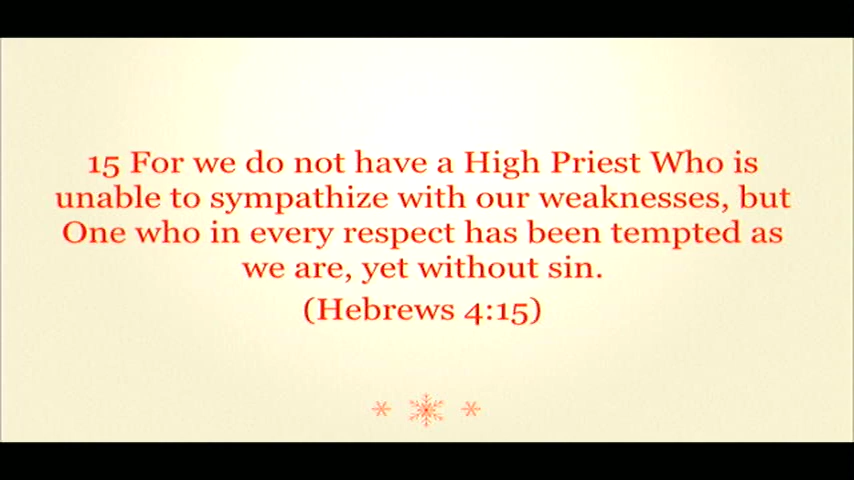 15 For we do not have a High Priest Who is
unable to sympathize with our weaknesses, but
One who in every respect has been tempted as
we are, yet without sin.
(Hebrews 4:15)